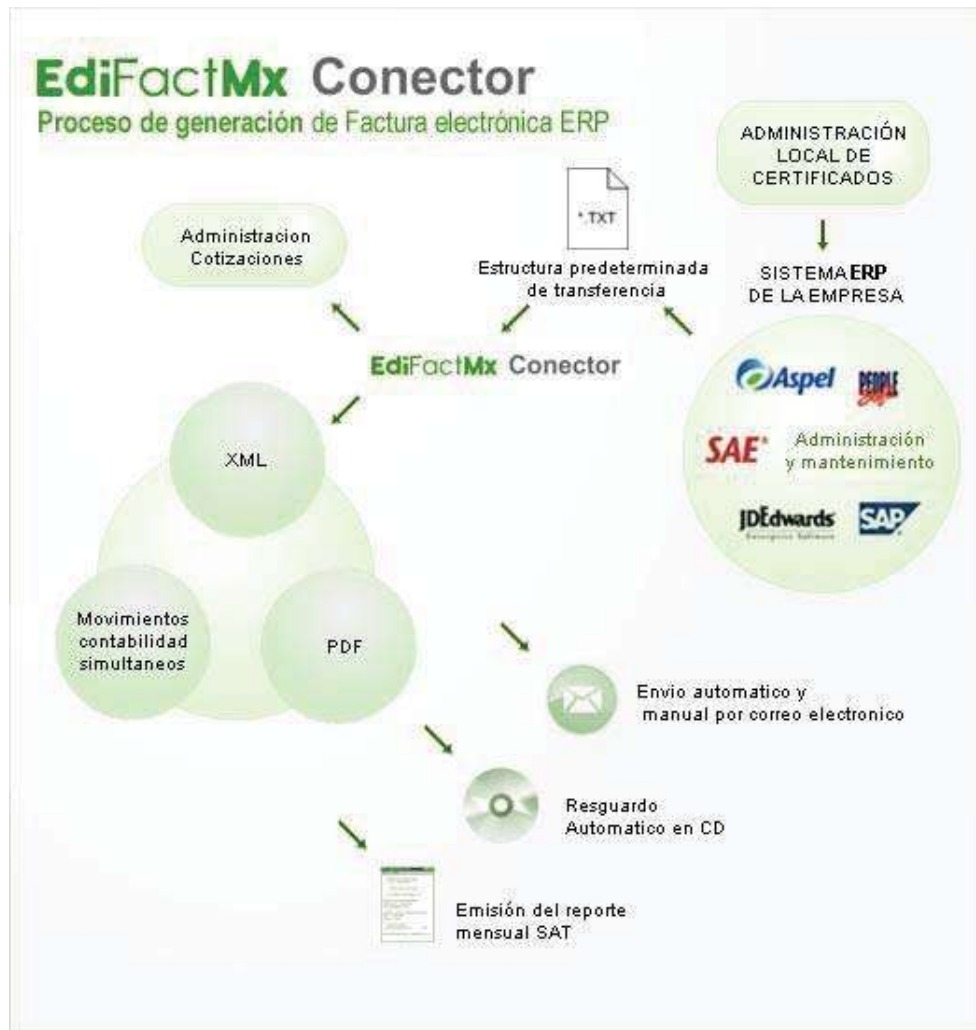 EdiFactMx Conector
Proceso de generación de Factura electrónica ERP
ADMINISTRACIÓN
LOCAL DE
CERTIFICADOS
*.TXT
Administracion
Cotizaciones
Estructura predeterminada
de transferencia
SISTEMA ERP
DE LA EMPRESA
EdiFactMx Conector
Aspel
PEOPLE
Soft
SAE
Administración
y mantenimiento
JDEdwards
SAP
XML
Movimientos
contabilidad
simultaneos
PDF
Envio automatico y
manual por correo electronico
Resguardo
Automatico en CD
Emisión del reporte
mensual SAT